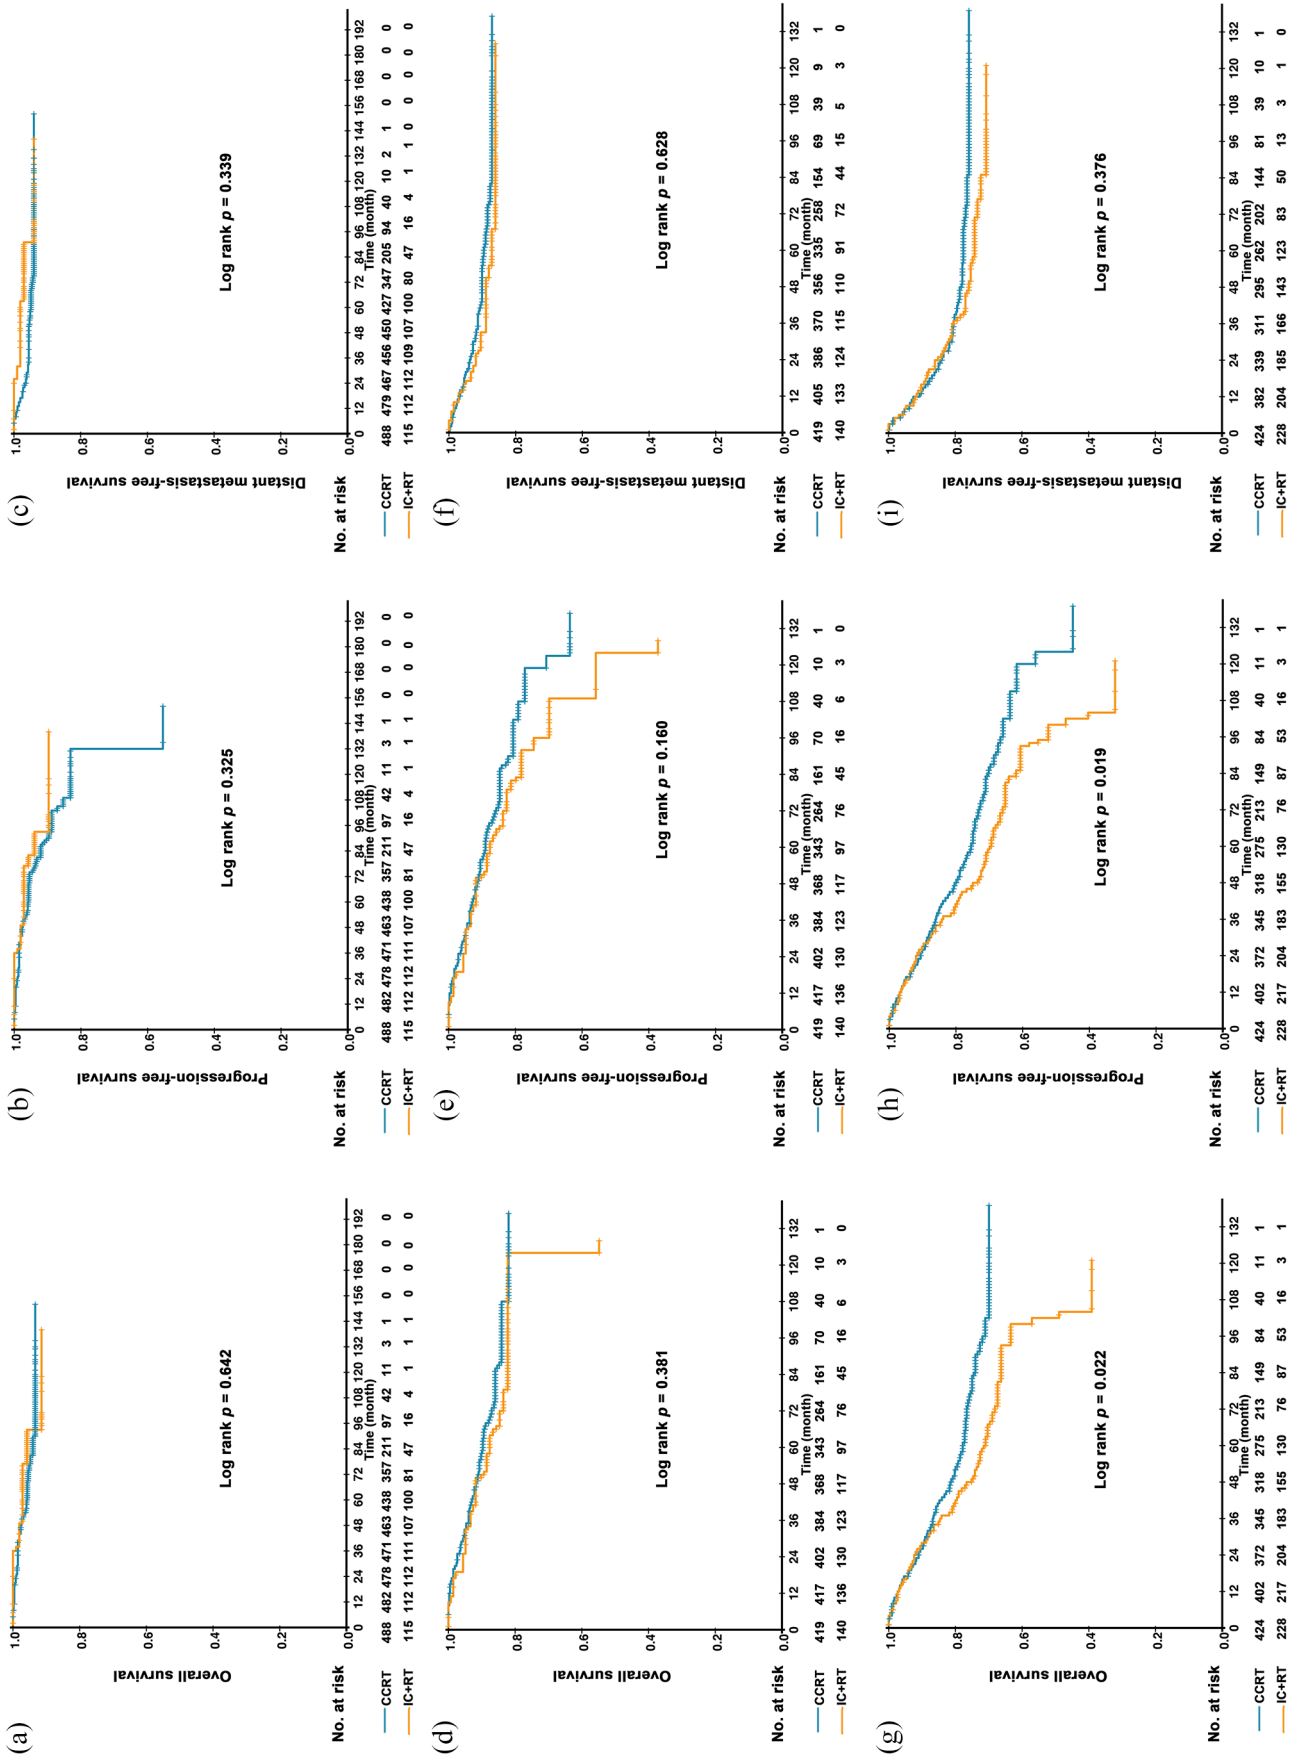 (a)
Overall survival
1.0
0.8
0.6
0.4
0.2
0.0
Log rank p = 0.642
0 12 24 36 48 60 72 84 96 108 120 132 144 156 168 180 192
Time (month)
No. at risk
CCRT 488 482 478 471 463 438 357 211 97 42 11 3 1 0 0 0 0
IC+RT 115 112 112 111 107 100 81 47 16 4 1 1 1 0 0 0 0
(b)
Progression-free survival
1.0
0.8
0.6
0.4
0.2
0.0
Log rank p = 0.325
0 12 24 36 48 60 72 84 96 108 120 132 144 156 168 180 192
Time (month)
No. at risk
CCRT 488 482 478 471 463 438 357 211 97 42 11 3 1 0 0 0 0
IC+RT 115 112 112 111 107 100 81 47 16 4 1 1 1 0 0 0 0
(c)
Distant metastasis-free survival
1.0
0.8
0.6
0.4
0.2
0.0
Log rank p = 0.339
0 12 24 36 48 60 72 84 96 108 120 132 144 156 168 180 192
Time (month)
No. at risk
CCRT 488 479 467 456 450 427 347 205 94 40 10 2 1 0 0 0 0
IC+RT 115 112 112 109 107 100 80 47 16 4 1 1 0 0 0 0 0
(d)
Overall survival
1.0
0.8
0.6
0.4
0.2
0.0
Log rank p = 0.381
0 12 24 36 48 60 72 84 96 108 120 132
Time (month)
No. at risk
CCRT 419 417 402 384 368 343 264 161 70 40 10 1
IC+RT 140 136 130 123 117 97 76 45 16 6 3 0
(e)
Progression-free survival
1.0
0.8
0.6
0.4
0.2
0.0
Log rank p = 0.160
0 12 24 36 48 60 72 84 96 108 120 132
Time (month)
No. at risk
CCRT 419 417 402 384 368 343 264 161 70 40 10 1
IC+RT 140 136 130 123 117 97 76 45 16 6 3 0
(f)
Distant metastasis-free survival
1.0
0.8
0.6
0.4
0.2
0.0
Log rank p = 0.628
0 12 24 36 48 60 72 84 96 108 120 132
Time (month)
No. at risk
CCRT 419 405 386 370 356 335 258 154 69 39 9 1
IC+RT 140 133 124 115 110 91 72 44 15 5 3 0
(g)
Overall survival
1.0
0.8
0.6
0.4
0.2
0.0
Log rank p = 0.022
0 12 24 36 48 60 72 84 96 108 120 132
Time (month)
No. at risk
CCRT 424 402 372 345 318 275 213 149 84 40 11 1
IC+RT 228 217 204 183 155 130 76 87 53 16 3 1
(h)
Progression-free survival
1.0
0.8
0.6
0.4
0.2
0.0
Log rank p = 0.019
0 12 24 36 48 60 72 84 96 108 120 132
Time (month)
No. at risk
CCRT 424 402 372 345 318 275 213 149 84 40 11 1
IC+RT 228 217 204 183 155 130 76 87 53 16 3 1
(i)
Distant metastasis-free survival
1.0
0.8
0.6
0.4
0.2
0.0
Log rank p = 0.376
0 12 24 36 48 60 72 84 96 108 120 132
Time (month)
No. at risk
CCRT 424 382 339 311 295 262 202 144 81 39 10 1
IC+RT 228 204 185 166 143 123 83 50 13 3 1 0